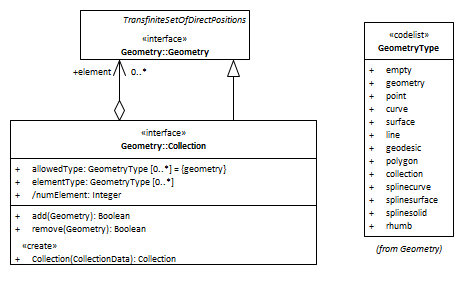 TransfiniteSetOfDirectPositions
«interface»
Geometry::Geometry
+element
0..*
«interface»
Geometry::Collection
+ allowedType: GeometryType [0..*] = {geometry}
+ elementType: GeometryType [0..*]
+ /numElement: Integer
+ add(Geometry): Boolean
+ remove(Geometry): Boolean
«create»
+ Collection(CollectionData): Collection
«codelist»
GeometryType
+ empty
+ geometry
+ point
+ curve
+ surface
+ line
+ geodesic
+ polygon
+ collection
+ splinecurve
+ splinesurface
+ splinesolid
+ rhumb
(from Geometry)